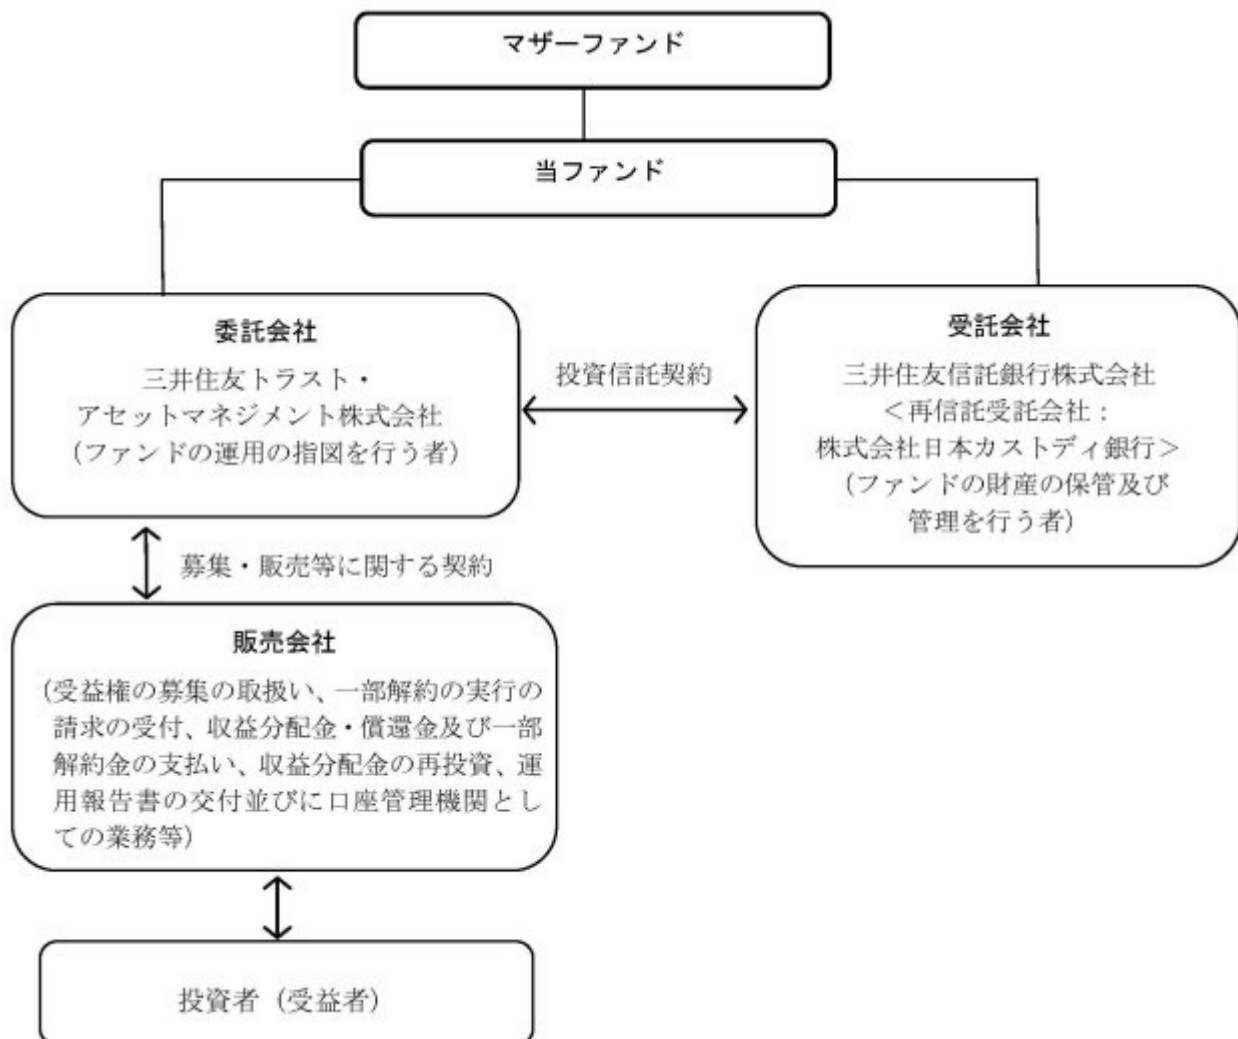 マザーファンド
当ファンド
委託会社
三井住友トラスト・
アセットマネジメント株式会社
（ファンドの運用の指図を行う者）
投資信託契約
受託会社
三井住友信託銀行株式会社
＜再信託受託会社：
株式会社日本カストディ銀行＞
（ファンドの財産の保管及び
管理を行う者）
募集・販売等に関する契約
販売会社
（受益権の募集の取扱い、一部解約の実行の
請求の受付、収益分配金・償還金及び一部
解約金の支払い、収益分配金の再投資、運
用報告書の交付並びに口座管理機関とし
ての業務等）
投資者（受益者）